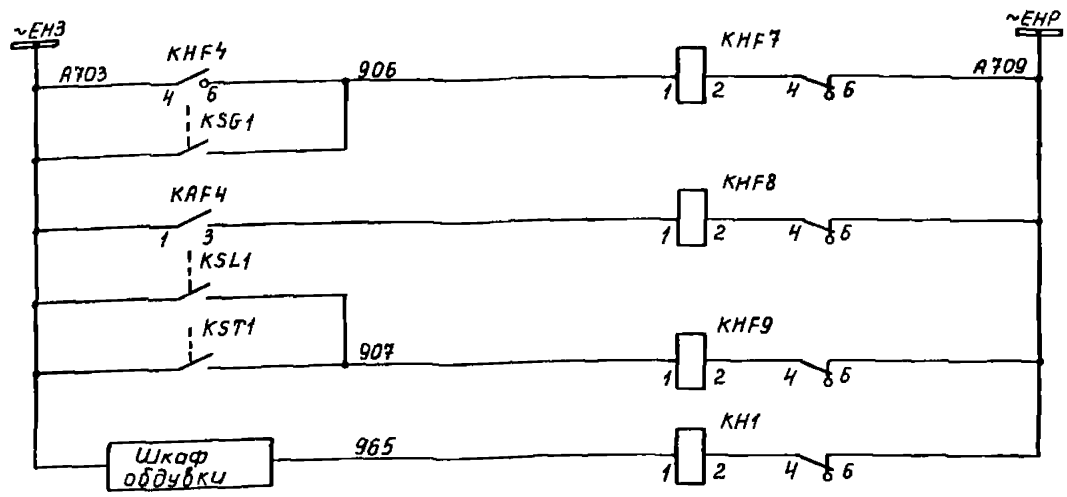 ~ЕНЗ
~ЕНР
KHF4
KHF7
А703
4 6
906
1 2
4 6
А709
KSG1
KAF4
KHF8
1 3
1 2
4 6
KSL1
KST1
KHF9
907
1 2
4 6
KH1
Шкаф
обдувки
965
1 2
4 6